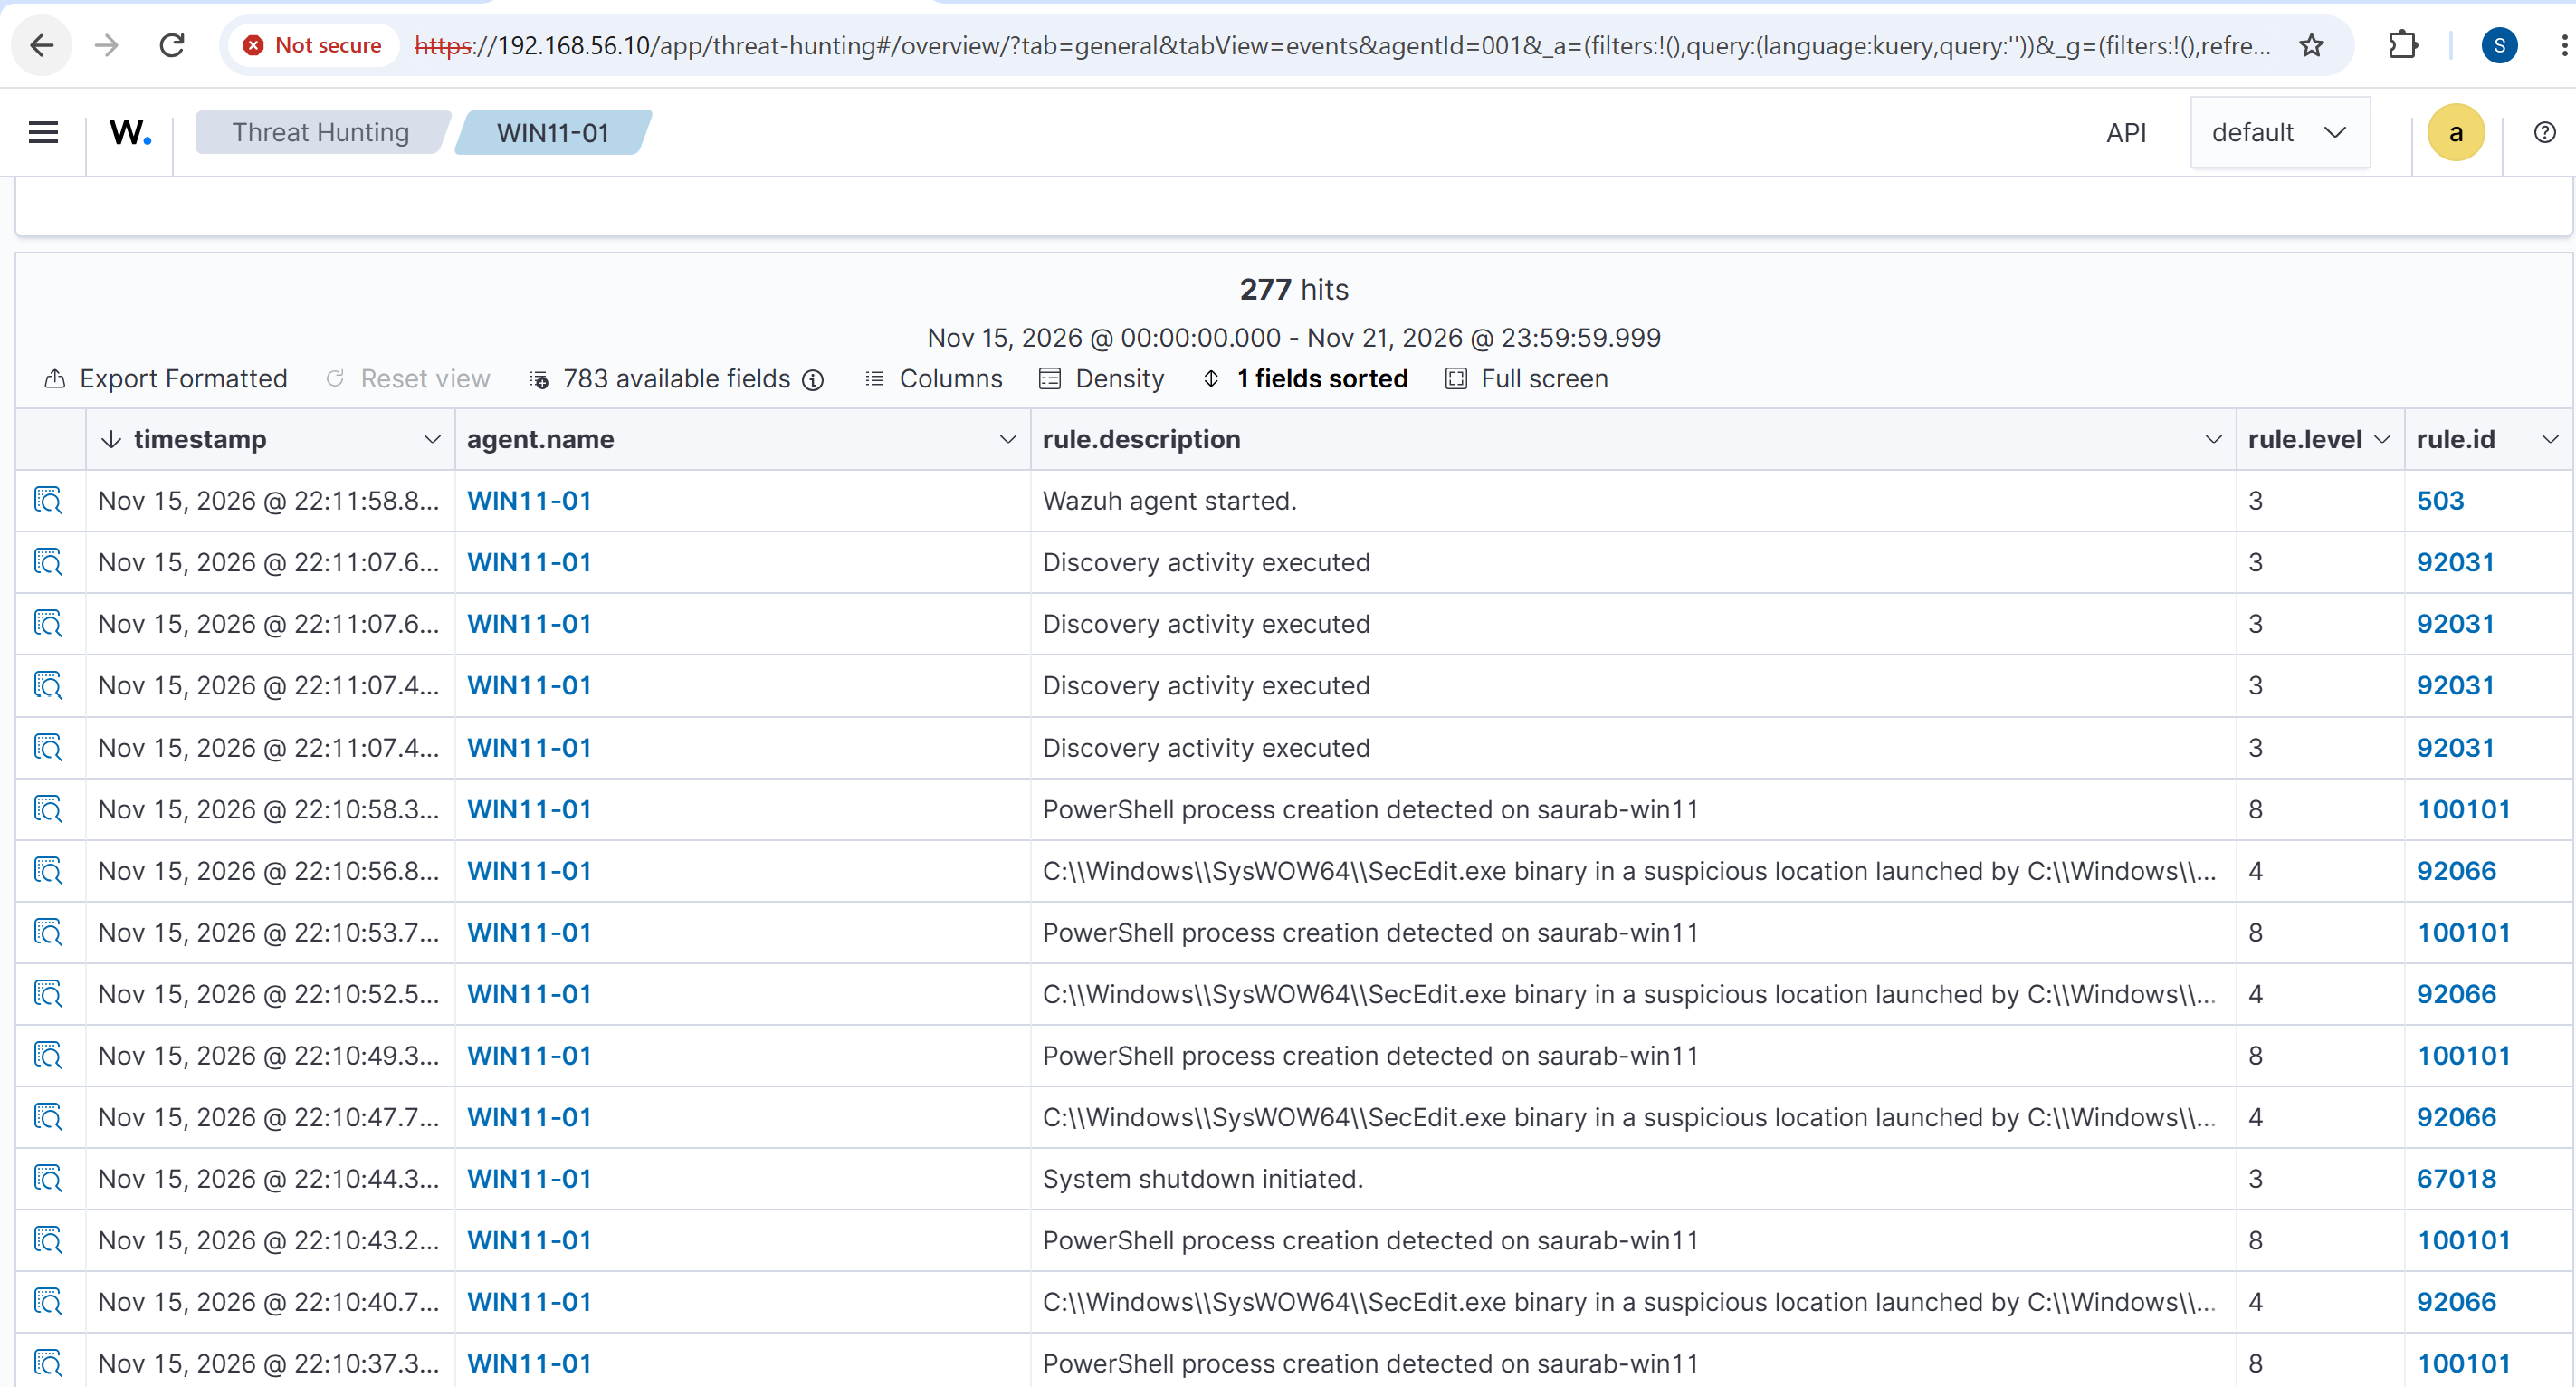 Not secure https://192.168.56.10/app/threat-hunting#/overview/?tab=general&tabView=events&agentId=001&_a=(filters:!(),query:(language:kuery,query:''))&_g=(filters:!(),refre... S
W. Threat Hunting WIN11-01 API default a
277 hits
Nov 15, 2026 @ 00:00:00.000 - Nov 21, 2026 @ 23:59:59.999
Export Formatted Reset view 783 available fields Columns Density 1 fields sorted Full screen
timestamp agent.name rule.description rule.level rule.id
Nov 15, 2026 @ 22:11:58.8... WIN11-01 Wazuh agent started. 3 503
Nov 15, 2026 @ 22:11:07.6... WIN11-01 Discovery activity executed 3 92031
Nov 15, 2026 @ 22:11:07.6... WIN11-01 Discovery activity executed 3 92031
Nov 15, 2026 @ 22:11:07.4... WIN11-01 Discovery activity executed 3 92031
Nov 15, 2026 @ 22:11:07.4... WIN11-01 Discovery activity executed 3 92031
Nov 15, 2026 @ 22:10:58.3... WIN11-01 PowerShell process creation detected on saurab-win11 8 100101
Nov 15, 2026 @ 22:10:56.8... WIN11-01 C:\\Windows\\SysWOW64\\SecEdit.exe binary in a suspicious location launched by C:\\Windows\\... 4 92066
Nov 15, 2026 @ 22:10:53.7... WIN11-01 PowerShell process creation detected on saurab-win11 8 100101
Nov 15, 2026 @ 22:10:52.5... WIN11-01 C:\\Windows\\SysWOW64\\SecEdit.exe binary in a suspicious location launched by C:\\Windows\\... 4 92066
Nov 15, 2026 @ 22:10:49.3... WIN11-01 PowerShell process creation detected on saurab-win11 8 100101
Nov 15, 2026 @ 22:10:47.7... WIN11-01 C:\\Windows\\SysWOW64\\SecEdit.exe binary in a suspicious location launched by C:\\Windows\\... 4 92066
Nov 15, 2026 @ 22:10:44.3... WIN11-01 System shutdown initiated. 3 67018
Nov 15, 2026 @ 22:10:43.2... WIN11-01 PowerShell process creation detected on saurab-win11 8 100101
Nov 15, 2026 @ 22:10:40.7... WIN11-01 C:\\Windows\\SysWOW64\\SecEdit.exe binary in a suspicious location launched by C:\\Windows\\... 4 92066
Nov 15, 2026 @ 22:10:37.3... WIN11-01 PowerShell process creation detected on saurab-win11 8 100101